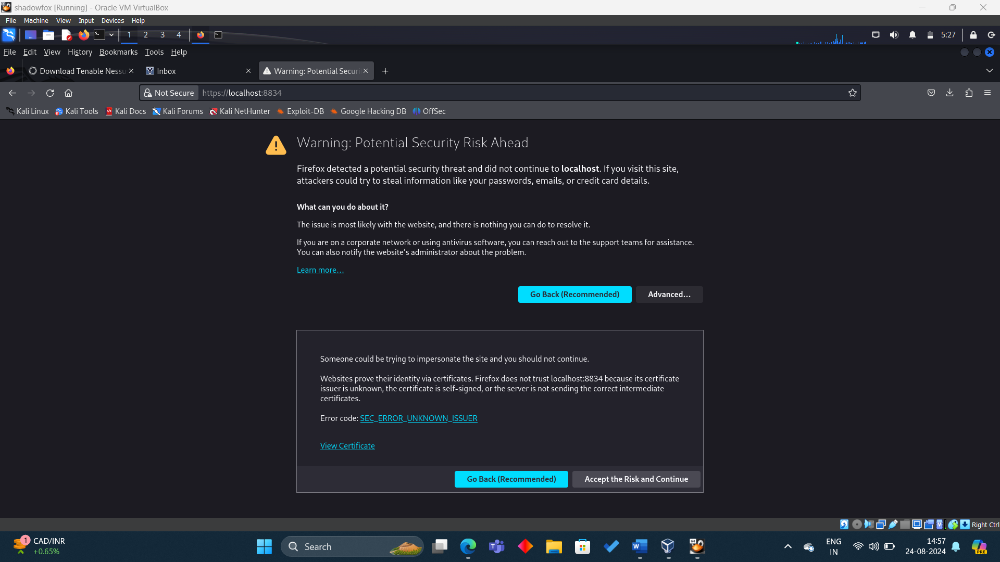 shadowfox [Running] - Oracle VM VirtualBox
File Machine View Input Devices Help
1 2 3 4
5:27
File Edit View History Bookmarks Tools Help
Download Tenable Nessu
Inbox
Warning: Potential Securi
Not Secure https://localhost:8834
Kali Linux Kali Tools Kali Docs Kali Forums Kali NetHunter Exploit-DB Google Hacking DB OffSec
Warning: Potential Security Risk Ahead
Firefox detected a potential security threat and did not continue to localhost. If you visit this site,
attackers could try to steal information like your passwords, emails, or credit card details.
What can you do about it?
The issue is most likely with the website, and there is nothing you can do to resolve it.
If you are on a corporate network or using antivirus software, you can reach out to the support teams for assistance.
You can also notify the website’s administrator about the problem.
Learn more…
Go Back (Recommended) Advanced…
Someone could be trying to impersonate the site and you should not continue.
Websites prove their identity via certificates. Firefox does not trust localhost:8834 because its certificate
issuer is unknown, the certificate is self-signed, or the server is not sending the correct intermediate
certificates.
Error code: SEC_ERROR_UNKNOWN_ISSUER
View Certificate
Go Back (Recommended) Accept the Risk and Continue
Right Ctrl
1
CAD/INR
+0.65%
Search
ENG
IN
14:57
24-08-2024
PRE